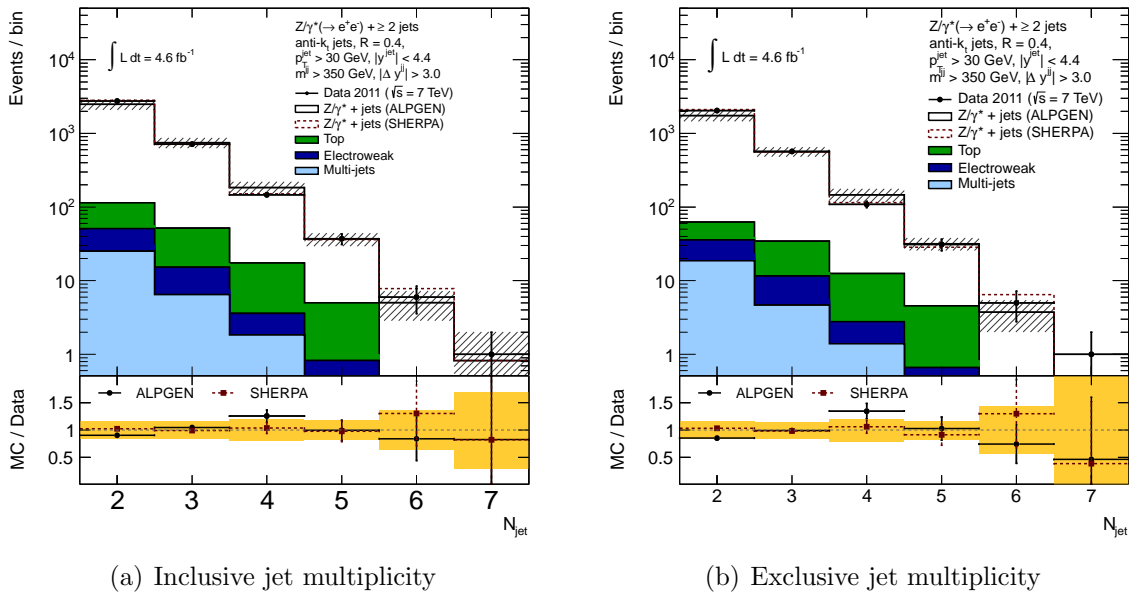 Events / bin
10⁴
10³
10²
10
1
∫ L dt = 4.6 fb⁻¹
Z/γ*(→ e⁺e⁻) + ≥ 2 jets
anti-kₜ jets, R = 0.4,
p_T^jet > 30 GeV, |y^jet| < 4.4
m^jj > 350 GeV, |Δ y^jj| > 3.0
Data 2011 (√s = 7 TeV)
Z/γ* + jets (ALPGEN)
Z/γ* + jets (SHERPA)
Top
Electroweak
Multi-jets
MC / Data
1.5
1
0.5
ALPGEN SHERPA
2 3 4 5 6 7
N_jet
(a) Inclusive jet multiplicity
Events / bin
10⁴
10³
10²
10
1
∫ L dt = 4.6 fb⁻¹
Z/γ*(→ e⁺e⁻) + ≥ 2 jets
anti-kₜ jets, R = 0.4,
p_T^jet > 30 GeV, |y^jet| < 4.4
m^jj > 350 GeV, |Δ y^jj| > 3.0
Data 2011 (√s = 7 TeV)
Z/γ* + jets (ALPGEN)
Z/γ* + jets (SHERPA)
Top
Electroweak
Multi-jets
MC / Data
1.5
1
0.5
ALPGEN SHERPA
2 3 4 5 6 7
N_jet
(b) Exclusive jet multiplicity